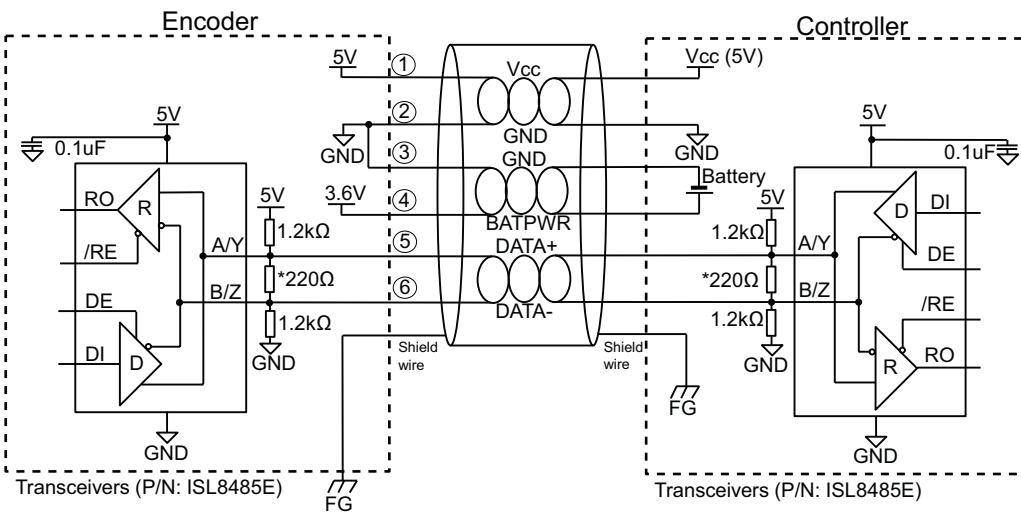 Encoder
Controller
5V
①
Vcc
Vcc (5V)
②
GND
GND
GND
③
GND
Battery
3.6V
④
BATPWR
⑤
DATA+
⑥
DATA-
5V
0.1uF
RO
R
/RE
DE
DI
D
GND
A/Y
B/Z
5V
1.2kΩ
*220Ω
1.2kΩ
GND
Shield
wire
FG
Shield
wire
FG
5V
1.2kΩ
*220Ω
1.2kΩ
GND
A/Y
B/Z
5V
0.1uF
D
DI
DE
/RE
R
RO
GND
Transceivers (P/N: ISL8485E)
Transceivers (P/N: ISL8485E)